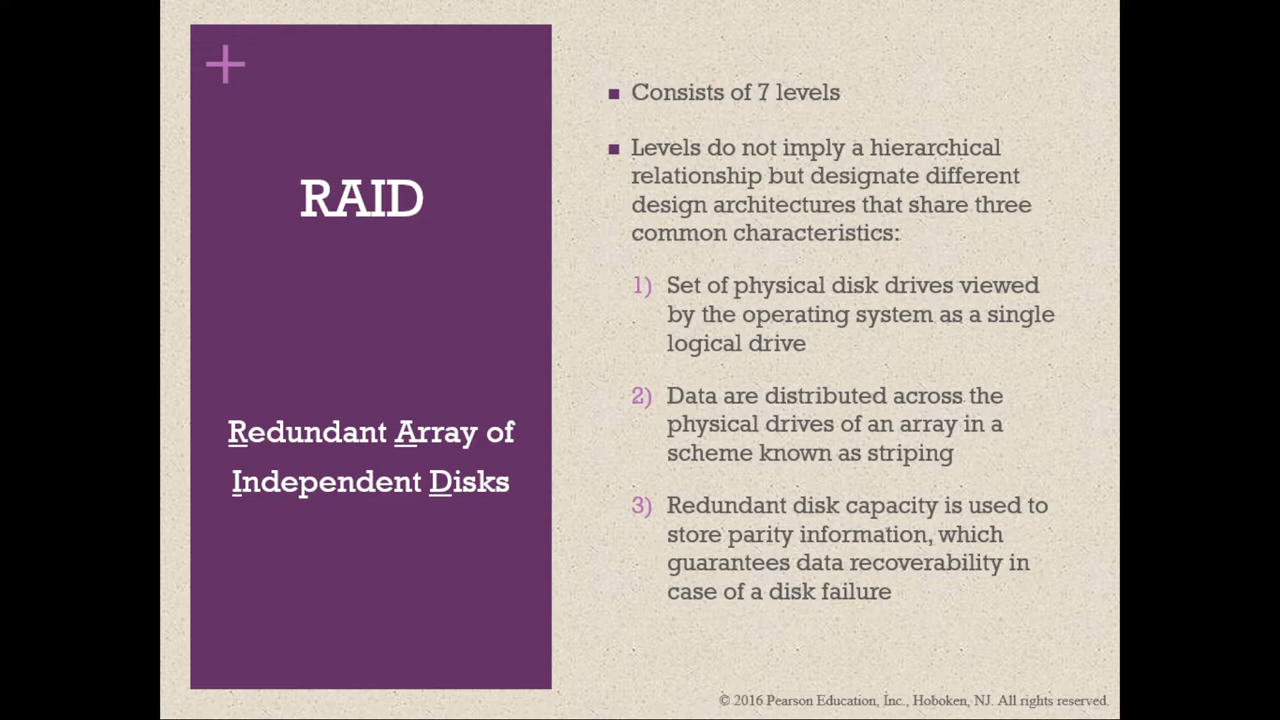 +
RAID
Redundant Array of
Independent Disks
■ Consists of 7 levels
■ Levels do not imply a hierarchical
relationship but designate different
design architectures that share three
common characteristics:
1) Set of physical disk drives viewed
by the operating system as a single
logical drive
2) Data are distributed across the
physical drives of an array in a
scheme known as striping
3) Redundant disk capacity is used to
store parity information, which
guarantees data recoverability in
case of a disk failure
© 2016 Pearson Education, Inc., Hoboken, NJ. All rights reserved.